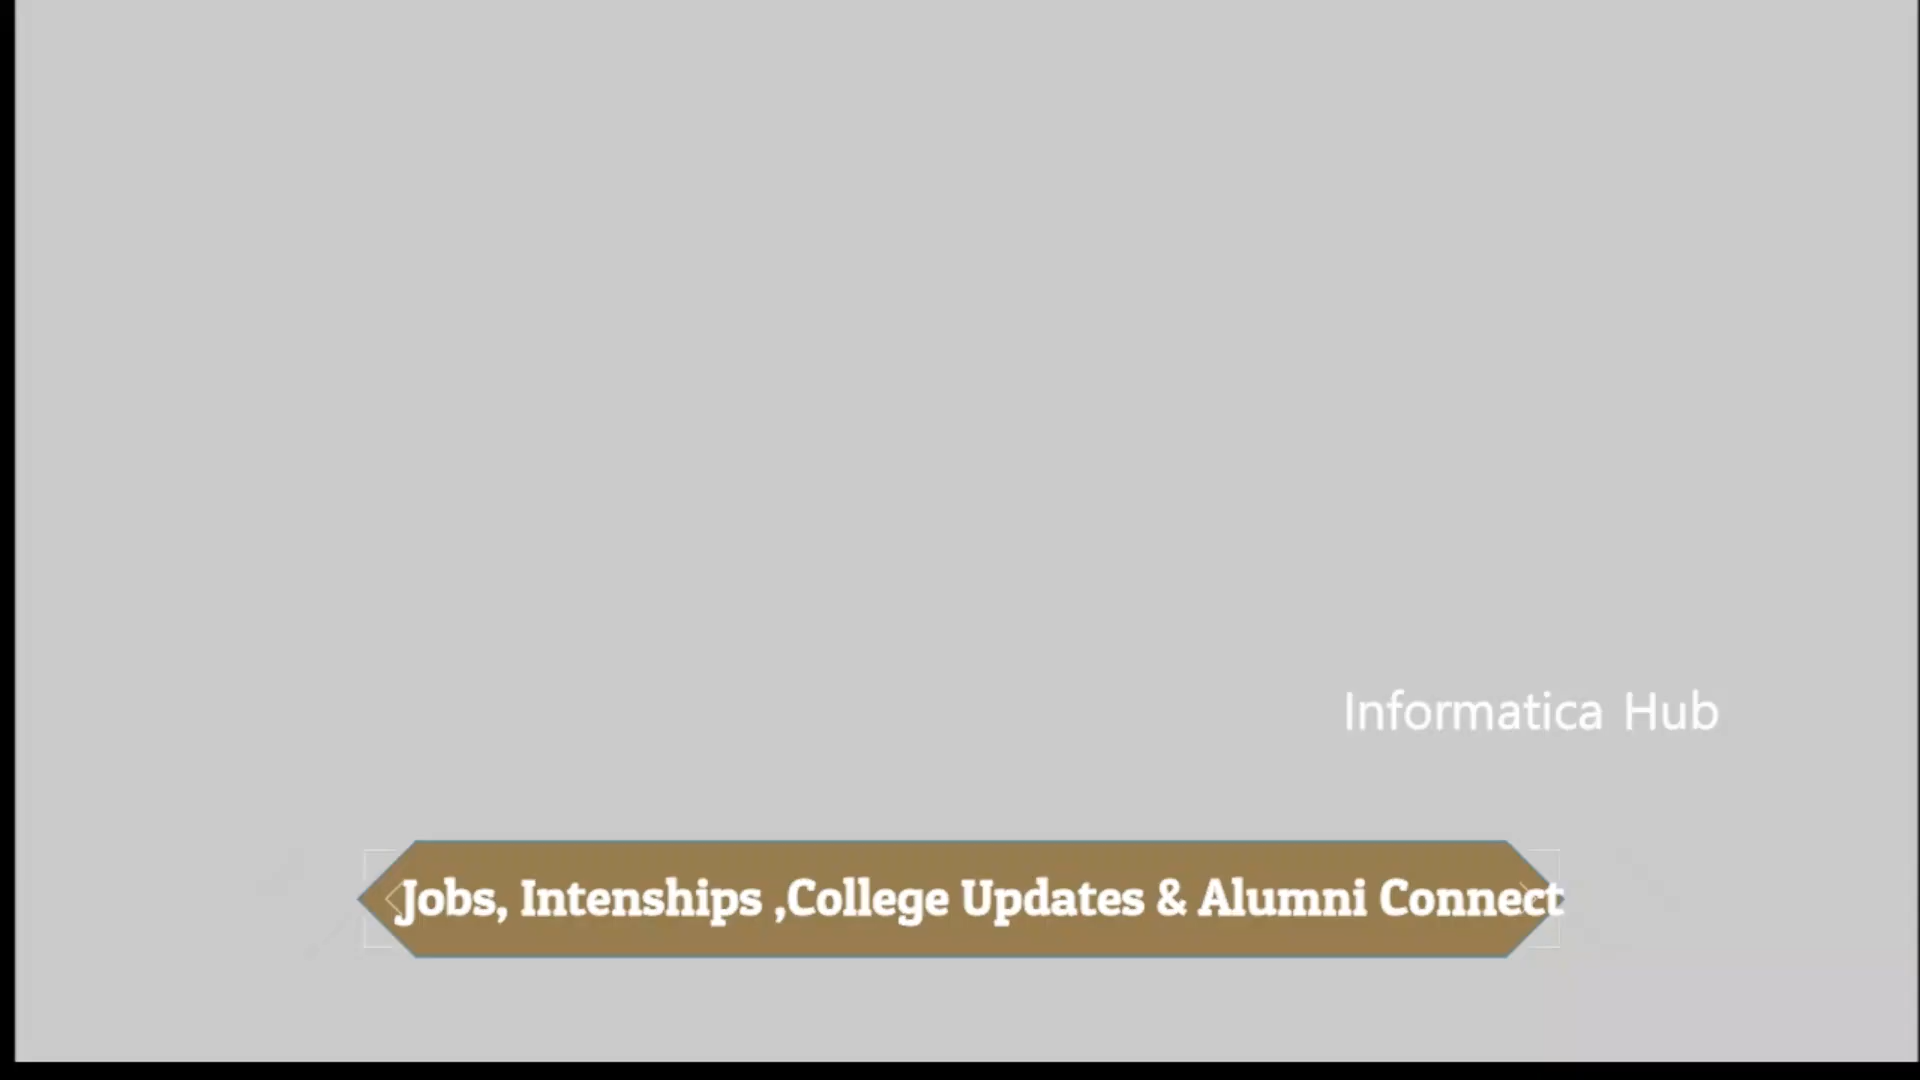 Informatica Hub
Jobs, Intenships ,College Updates & Alumni Connect